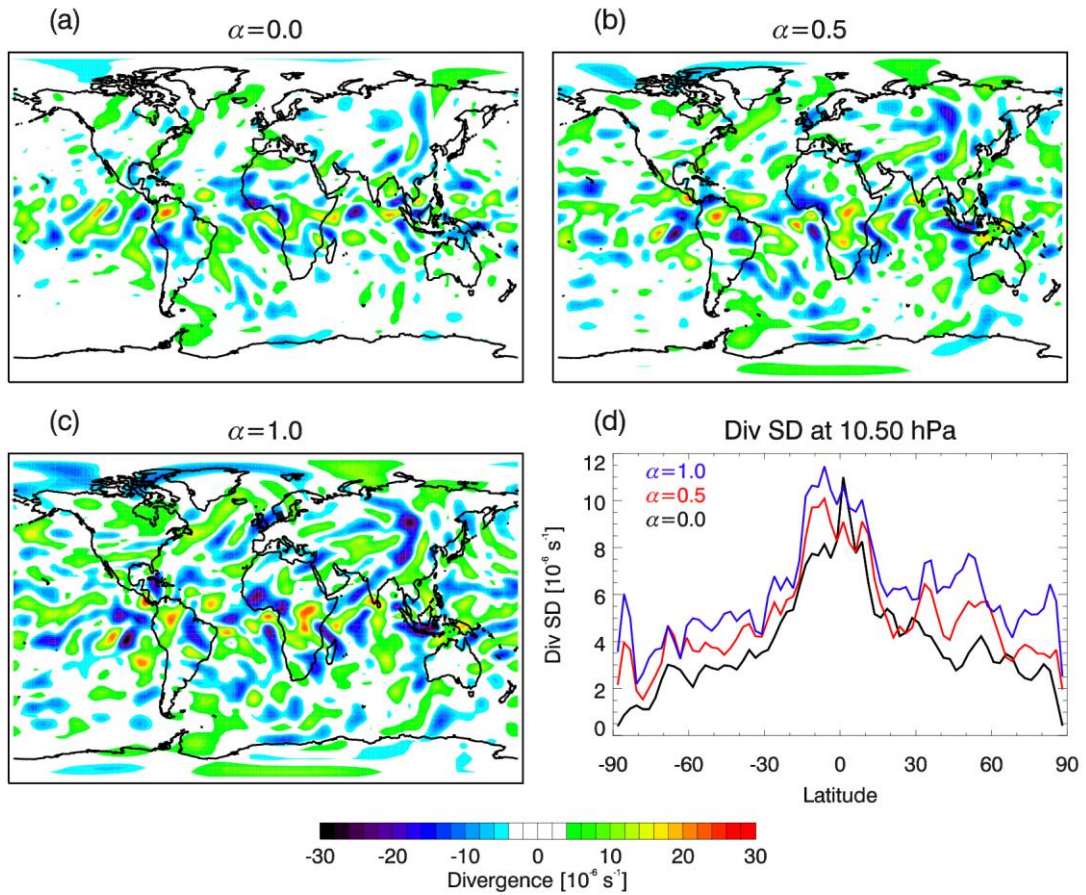 (a)
α=0.0
(b)
α=0.5
(c)
α=1.0
(d)
Div SD at 10.50 hPa
α=1.0
α=0.5
α=0.0
12
10
8
6
4
2
0
Div SD [10⁻⁶ s⁻¹]
-90 -60 -30 0 30 60 90
Latitude
-30 -20 -10 0 10 20 30
Divergence [10⁻⁶ s⁻¹]